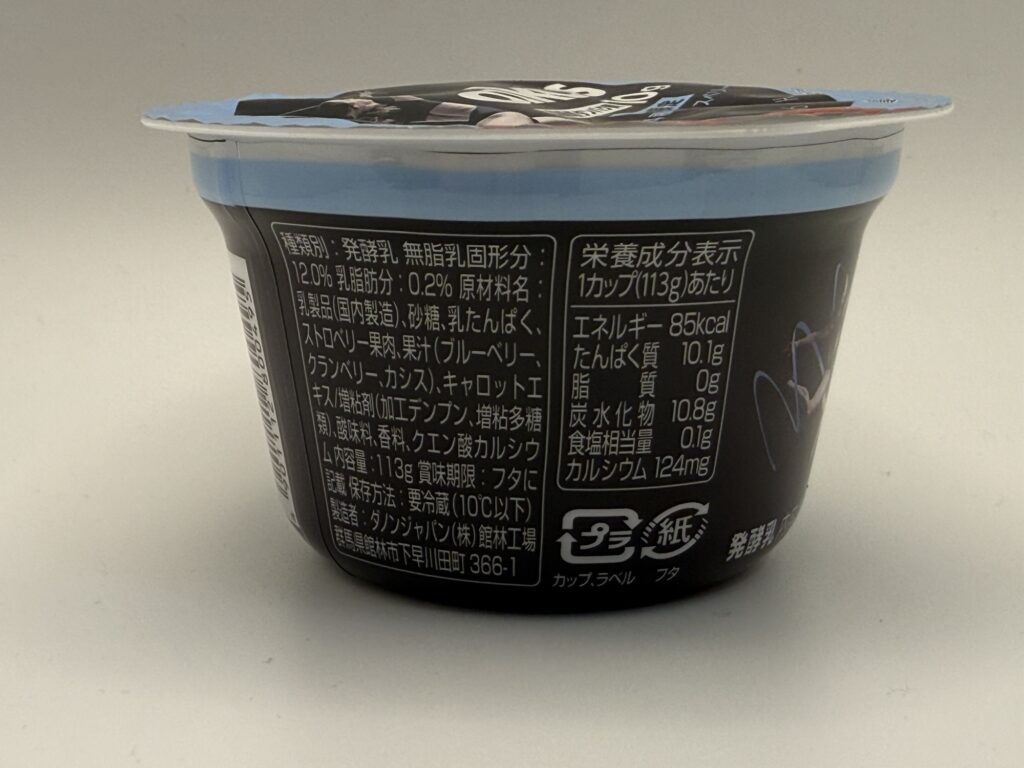 種類別：発酵乳 無脂乳固形分：
12.0% 乳脂肪分：0.2% 原材料名：
乳製品(国内製造)、砂糖、乳たんぱく、
ストロベリー果肉、果汁(ブルーベリー、
クランベリー、カシス)、キャロットエ
キス/増粘剤(加工デンプン、増粘多糖
類)、酸味料、香料、クエン酸カルシウ
ム 内容量：113g 賞味期限：フタに
記載 保存方法：要冷蔵(10℃以下)
製造者：ダノンジャパン(株)館林工場
群馬県館林市下早川田町 366-1
栄養成分表示
1カップ(113g)あたり
エネルギー 85kcal
たんぱく質 10.1g
脂質 0g
炭水化物 10.8g
食塩相当量 0.1g
カルシウム 124mg
プラ
紙
カップ、ラベル
フタ
発酵乳